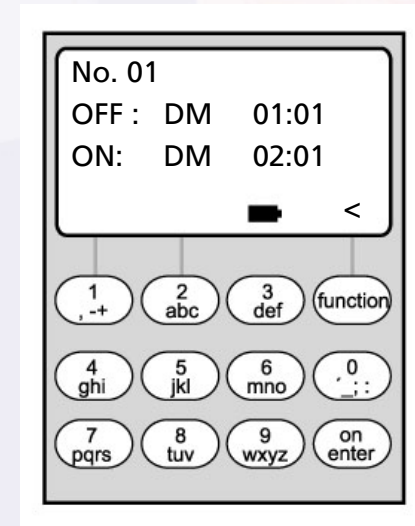 No. 01
OFF : DM 01:01
ON: DM 02:01
<
1 2 3 function
, -+ abc def
4 5 6 0
ghi jkl mno ´_; :
7 8 9 on
pqrs tuv wxyz enter